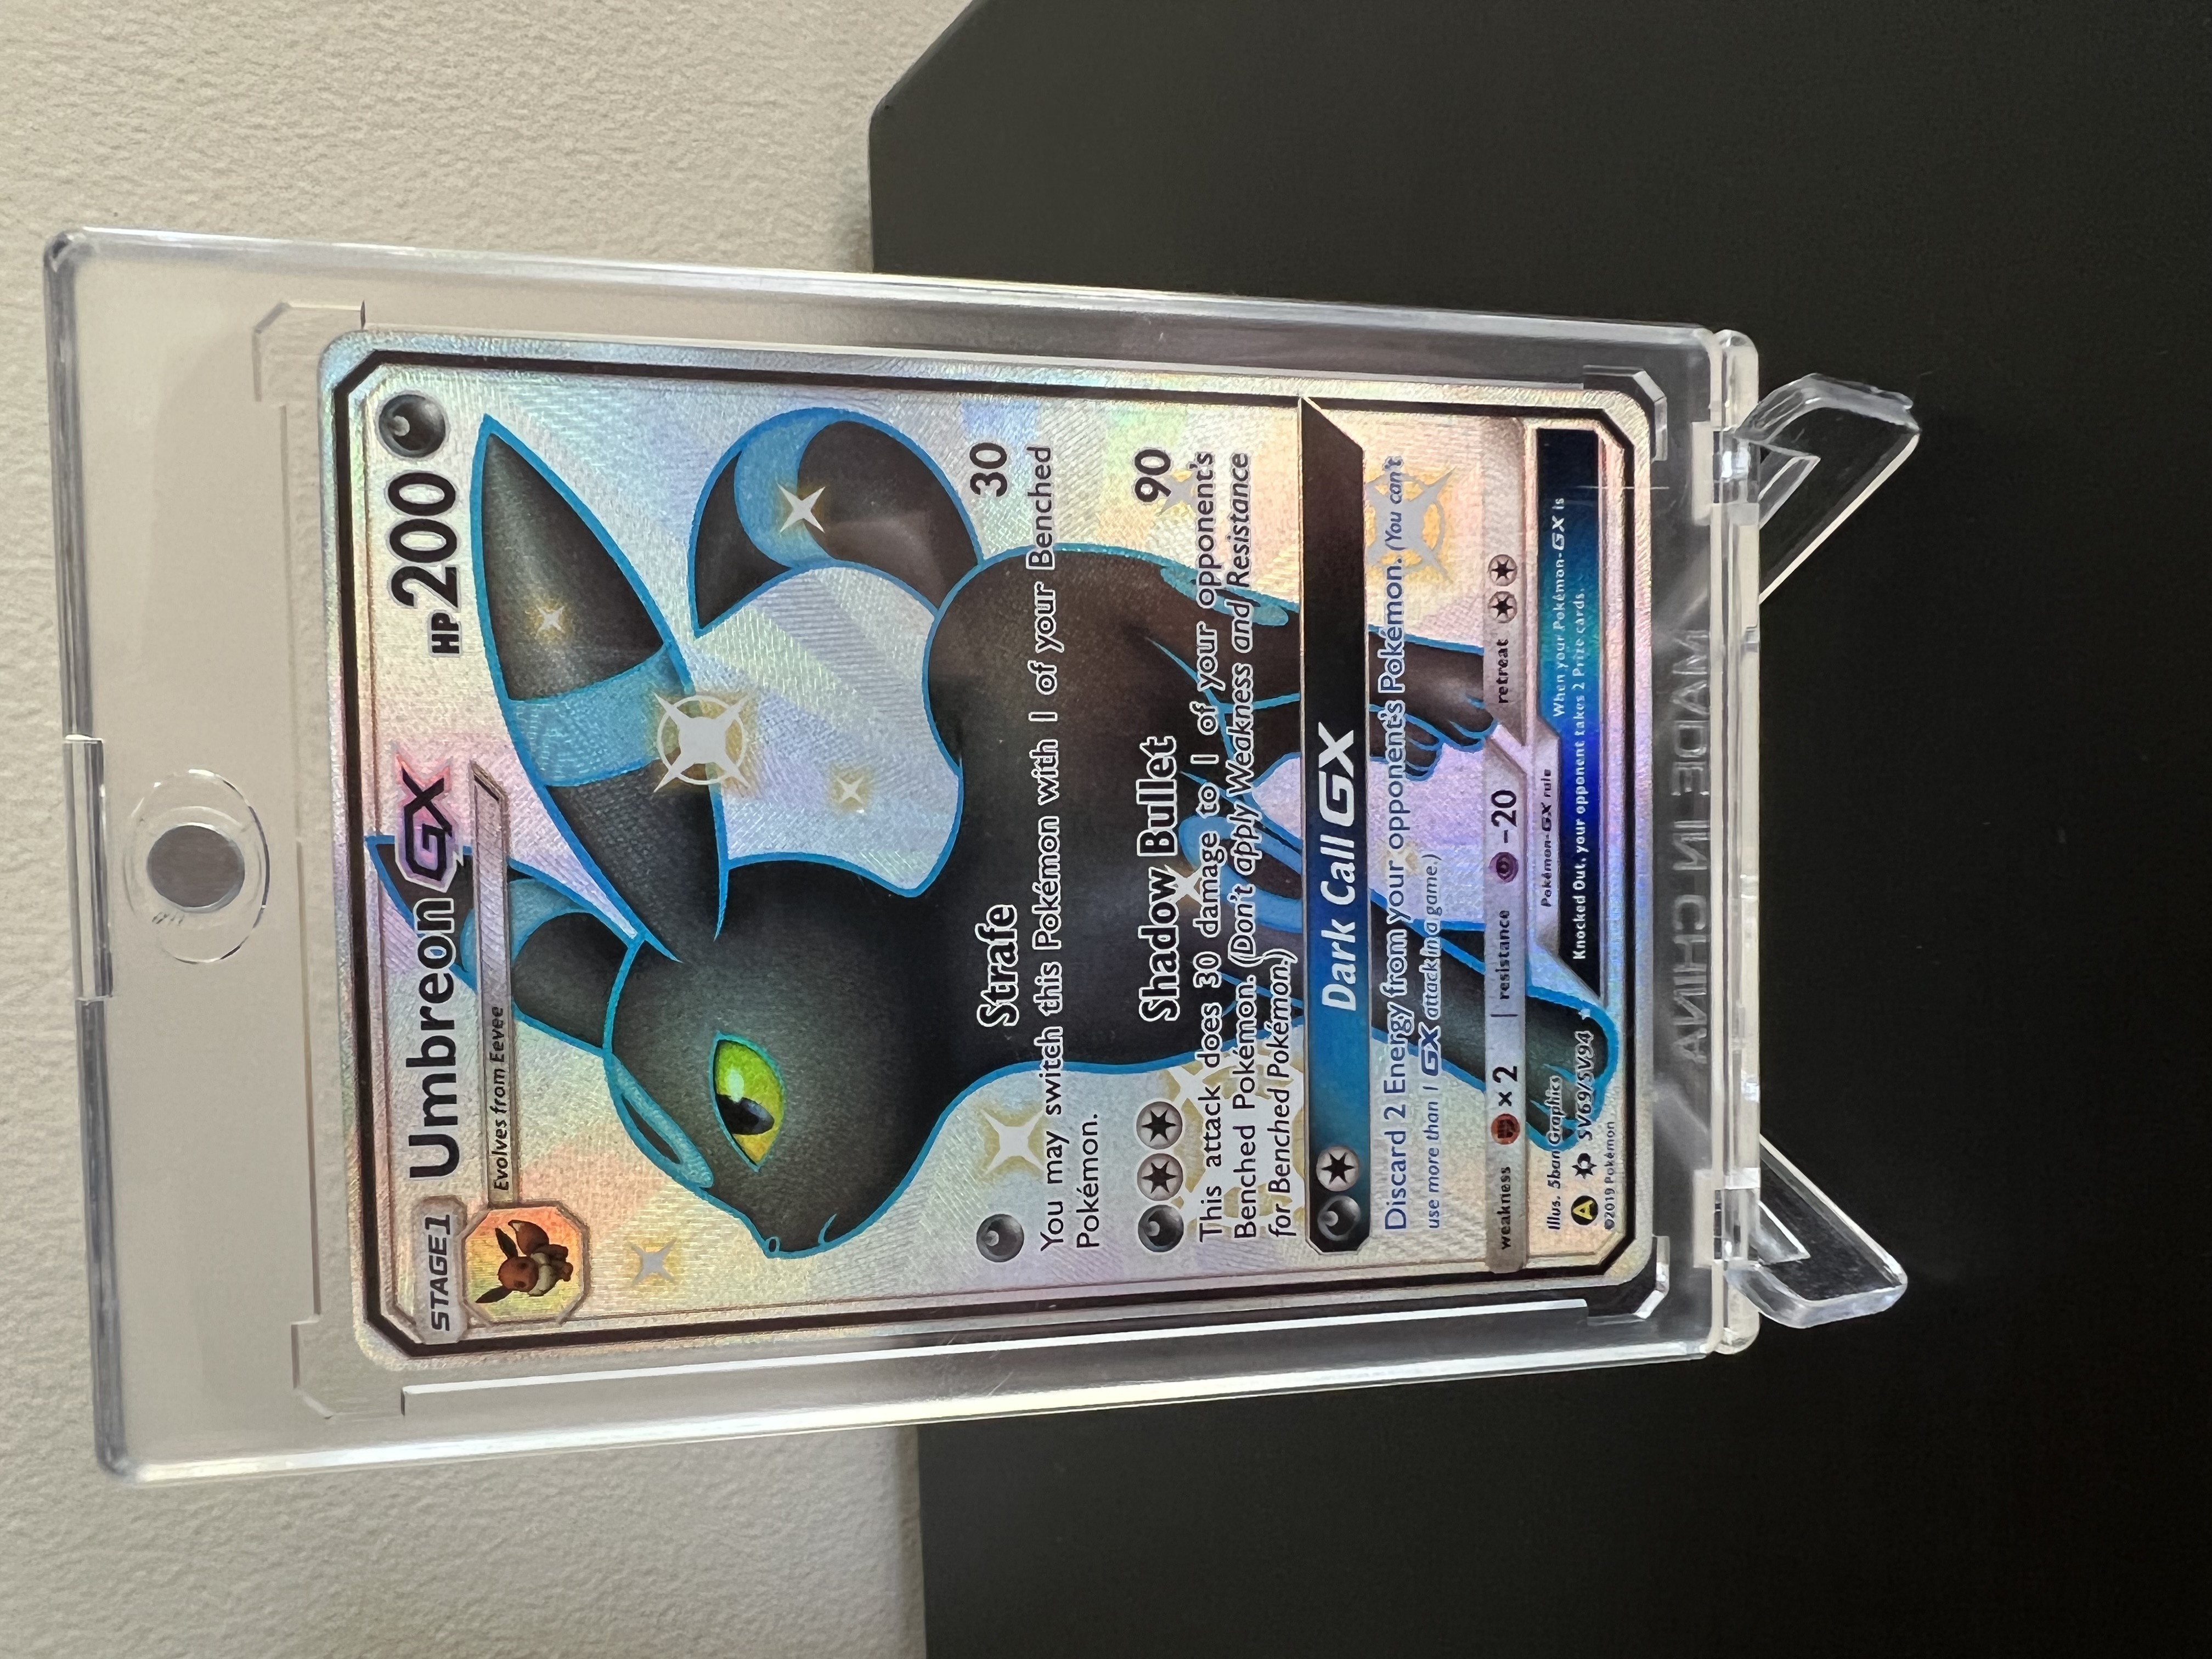 STAGE1 Umbreon GX HP 200
Evolves from Eevee
Strafe 30
You may switch this Pokémon with 1 of your Benched
Pokémon.
Shadow Bullet 90
This attack does 30 damage to 1 of your opponent's
Benched Pokémon. (Don't apply Weakness and Resistance
for Benched Pokémon.)
Dark Call GX
Discard 2 Energy from your opponent's Pokémon. (You can't
use more than 1 GX attack in a game.)
weakness × 2 resistance -20 retreat
Illus. 5ban Graphics
A SV69/SV94
©2019 Pokémon
Pokémon-GX rule
When your Pokémon-GX is
Knocked Out, your opponent takes 2 Prize cards.
MADE IN CHINA